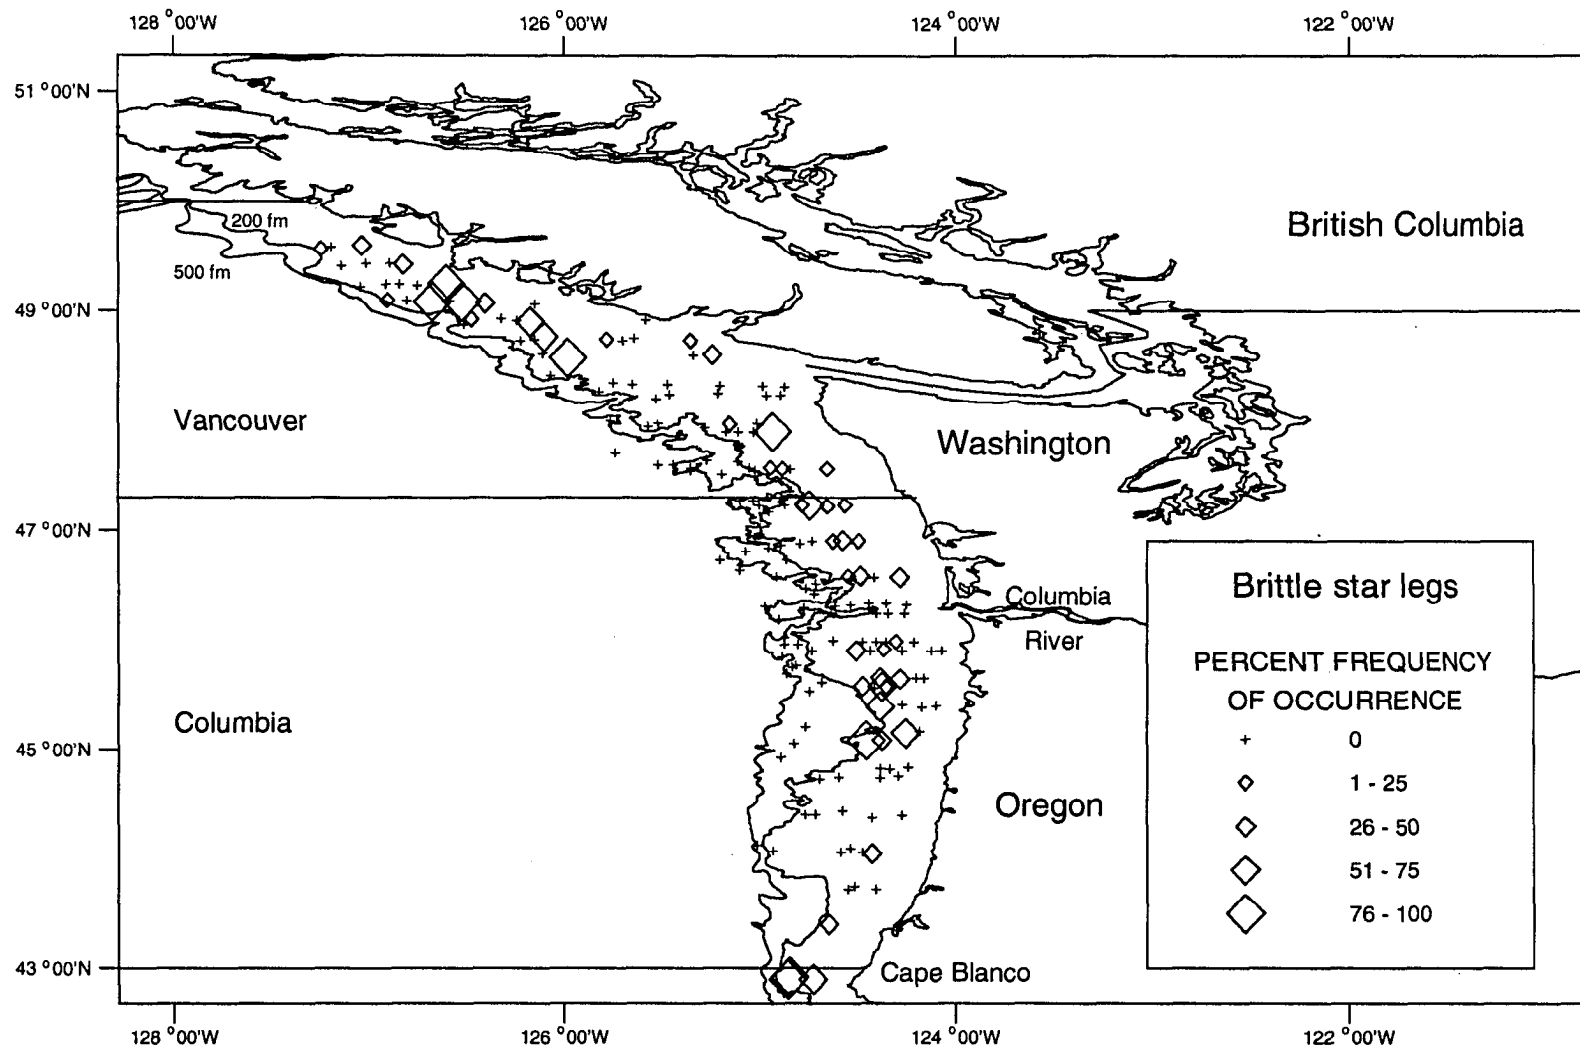 128 °00'W 126 °00'W 124 °00'W 122 °00'W
51 °00'N
British Columbia
200 fm
500 fm
49 °00'N
Vancouver
Washington
47 °00'N
Brittle star legs
Columbia
River
PERCENT FREQUENCY
OF OCCURRENCE
Columbia
0
45 °00'N
1 - 25
Oregon
26 - 50
51 - 75
76 - 100
43 °00'N
Cape Blanco
128 °00'W 126 °00'W 124 °00'W 122 °00'W